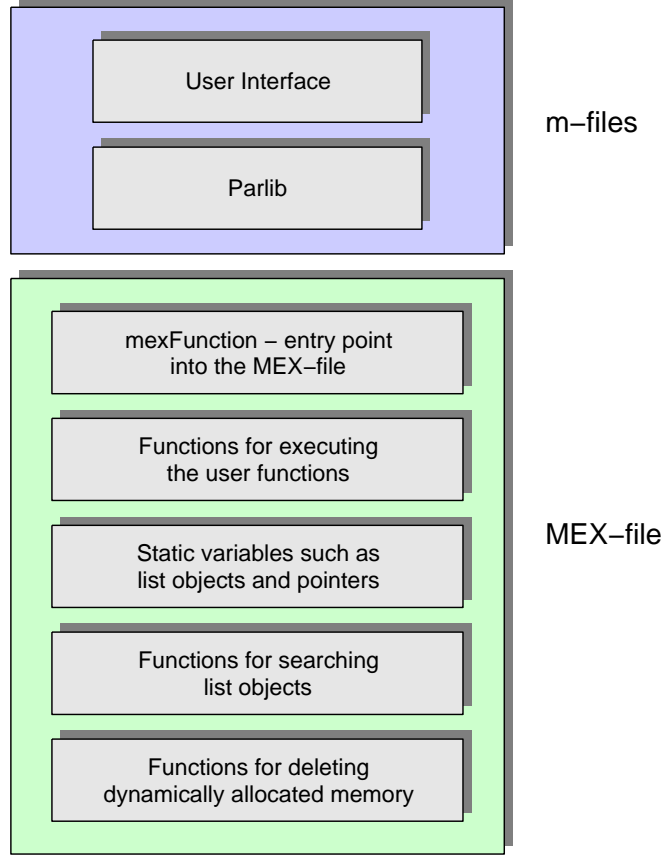 User Interface
m−files
Parlib
mexFunction − entry point
into the MEX−file
Functions for executing
the user functions
Static variables such as
list objects and pointers
MEX−file
Functions for searching
list objects
Functions for deleting
dynamically allocated memory